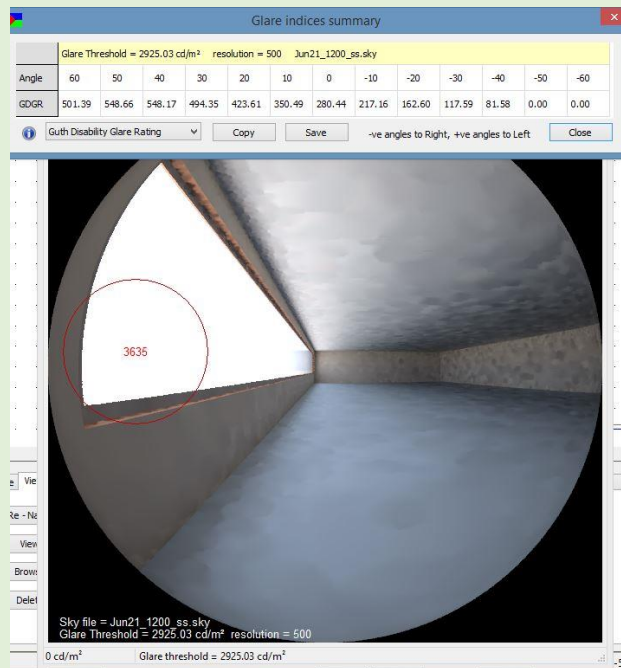 Glare indices summary
Glare Threshold = 2925.03 cd/m² resolution = 500 Jun21_1200_ss.sky
Angle 60 50 40 30 20 10 0 -10 -20 -30 -40 -50 -60
GDGR 501.39 548.66 548.17 494.35 423.61 350.49 280.44 217.16 162.60 117.59 81.58 0.00 0.00
Guth Disability Glare Rating Copy Save -ve angles to Right, +ve angles to Left Close
3635
Vie
Re - Na
View
Brows
Delet
Sky file = Jun21_1200_ss.sky
Glare Threshold = 2925.03 cd/m² resolution = 500
0 cd/m² Glare threshold = 2925.03 cd/m²